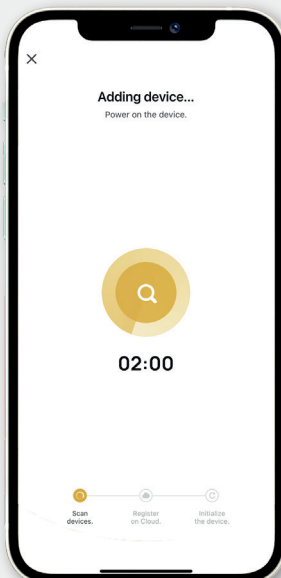 Adding device...
Power on the device.
02:00
Scan
devices.
Register
on Cloud.
Initialize
the device.